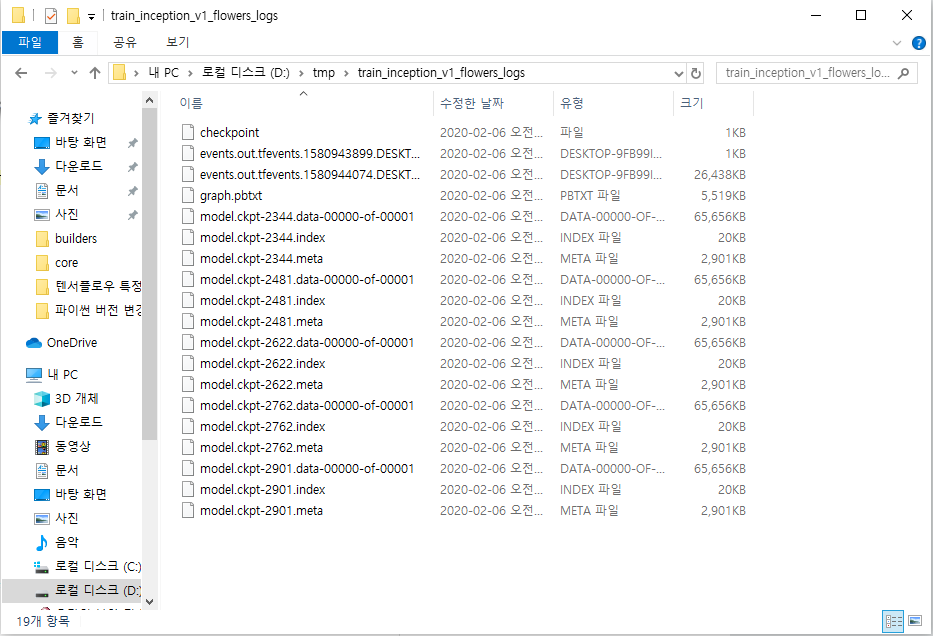 train_inception_v1_flowers_logs
파일 홈 공유 보기
내 PC 로컬 디스크 (D:) tmp train_inception_v1_flowers_logs
train_inception_v1_flowers_lo...
즐겨찾기
바탕 화면
다운로드
문서
사진
builders
core
텐서플로우 특정
파이썬 버전 변경
OneDrive
내 PC
3D 개체
다운로드
동영상
문서
바탕 화면
사진
음악
로컬 디스크 (C:)
로컬 디스크 (D:)
이름 수정한 날짜 유형 크기
checkpoint 2020-02-06 오전... 파일 1KB
events.out.tfevents.1580943899.DESKT... 2020-02-06 오전... DESKTOP-9FB99I... 1KB
events.out.tfevents.1580944074.DESKT... 2020-02-06 오전... DESKTOP-9FB99I... 26,438KB
graph.pbtxt 2020-02-06 오전... PBTXT 파일 5,519KB
model.ckpt-2344.data-00000-of-00001 2020-02-06 오전... DATA-00000-OF-... 65,656KB
model.ckpt-2344.index 2020-02-06 오전... INDEX 파일 20KB
model.ckpt-2344.meta 2020-02-06 오전... META 파일 2,901KB
model.ckpt-2481.data-00000-of-00001 2020-02-06 오전... DATA-00000-OF-... 65,656KB
model.ckpt-2481.index 2020-02-06 오전... INDEX 파일 20KB
model.ckpt-2481.meta 2020-02-06 오전... META 파일 2,901KB
model.ckpt-2622.data-00000-of-00001 2020-02-06 오전... DATA-00000-OF-... 65,656KB
model.ckpt-2622.index 2020-02-06 오전... INDEX 파일 20KB
model.ckpt-2622.meta 2020-02-06 오전... META 파일 2,901KB
model.ckpt-2762.data-00000-of-00001 2020-02-06 오전... DATA-00000-OF-... 65,656KB
model.ckpt-2762.index 2020-02-06 오전... INDEX 파일 20KB
model.ckpt-2762.meta 2020-02-06 오전... META 파일 2,901KB
model.ckpt-2901.data-00000-of-00001 2020-02-06 오전... DATA-00000-OF-... 65,656KB
model.ckpt-2901.index 2020-02-06 오전... INDEX 파일 20KB
model.ckpt-2901.meta 2020-02-06 오전... META 파일 2,901KB
19개 항목